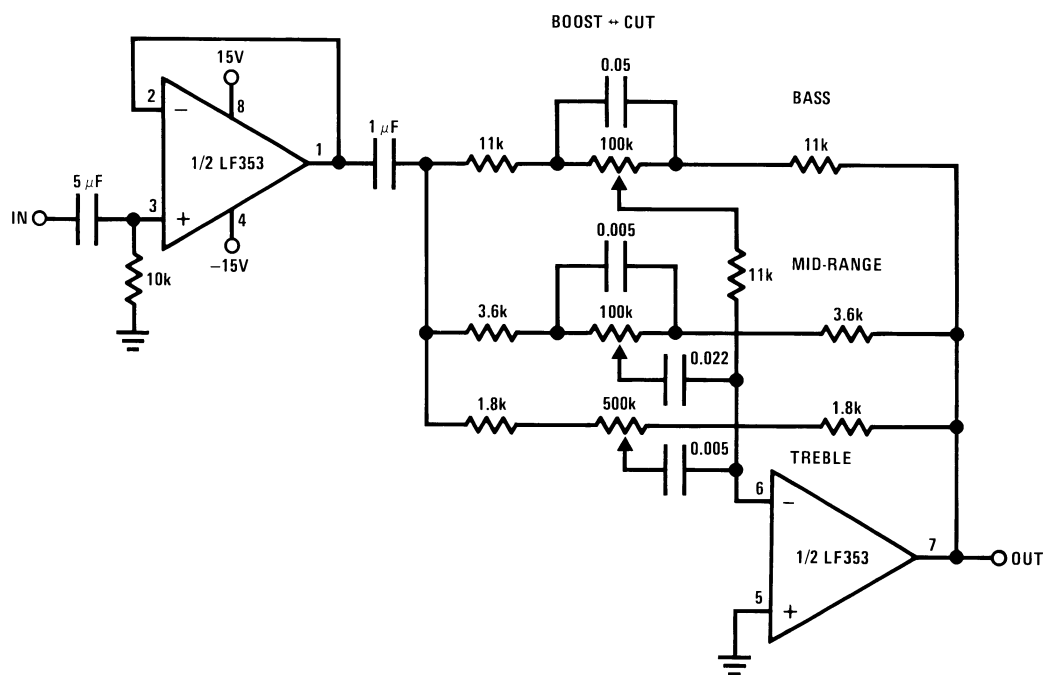 BOOST ↔ CUT
15V
0.05
BASS
2
−
8
1 μF
11k
100k
11k
1/2 LF353
1
5 μF
IN
3
+
4
−15V
10k
0.005
11k
MID-RANGE
3.6k
100k
3.6k
0.022
1.8k
500k
1.8k
0.005
TREBLE
6
−
1/2 LF353
7
OUT
5
+